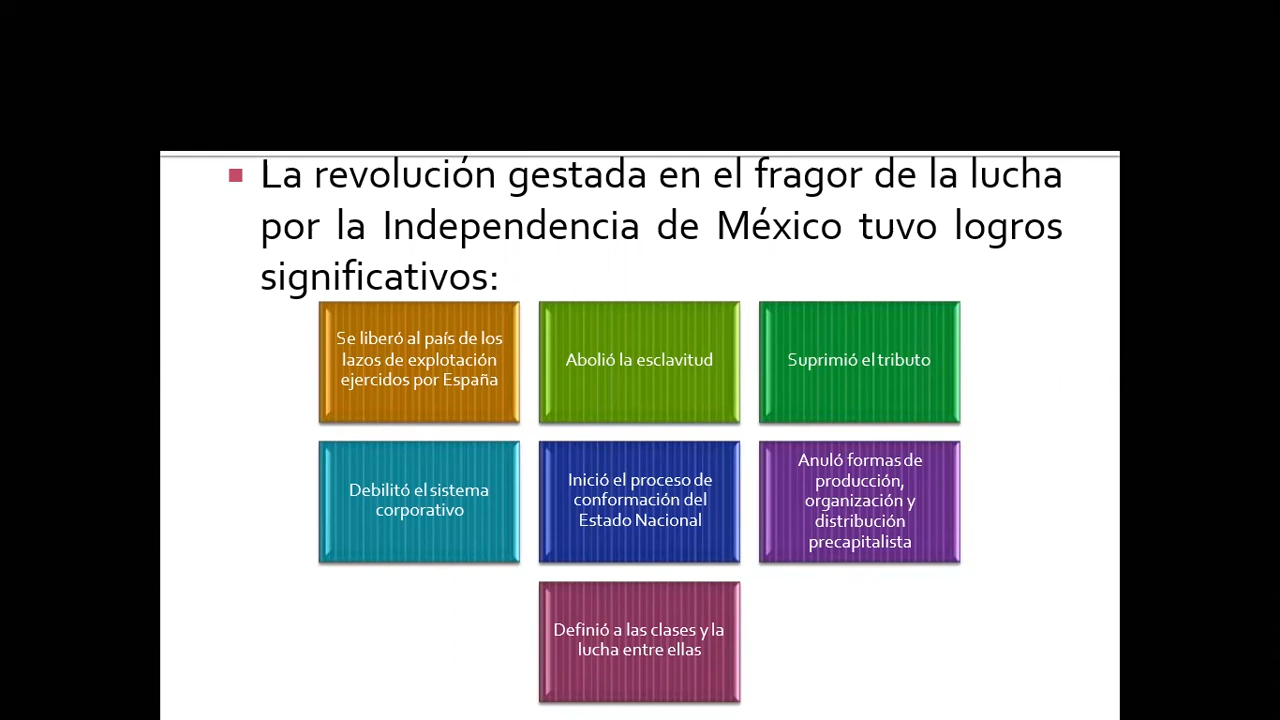 La revolución gestada en el fragor de la lucha
por la Independencia de México tuvo logros
significativos:
Se liberó al país de los
lazos de explotación
ejercidos por España
Abolió la esclavitud
Suprimió el tributo
Debilitó el sistema
corporativo
Inició el proceso de
conformación del
Estado Nacional
Anuló formas de
producción,
organización y
distribución
precapitalista
Definió a las clases y la
lucha entre ellas